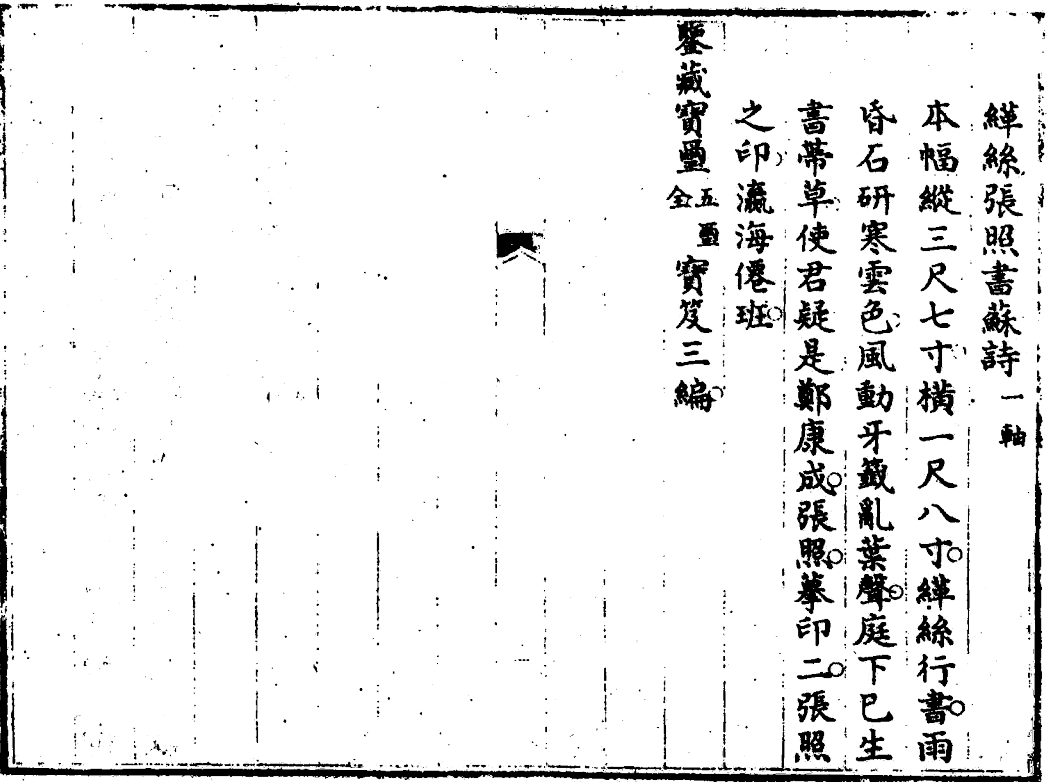 緙絲張照書蘇詩一軸
本幅縱三尺七寸橫一尺八寸緙絲行書雨
昏石研寒雲色風動牙籤亂葉聲庭下已生
書帶草使君疑是鄭康成張照摹印二張照
之印瀛海僊班
鑒藏寶璽五璽全寶笈三編